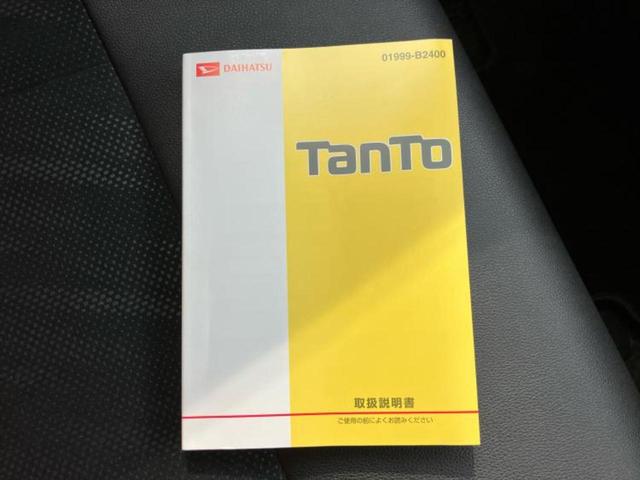 DAIHATSU
01999-B2400
TanTo
取扱説明書
ご使用の前によくお読みください